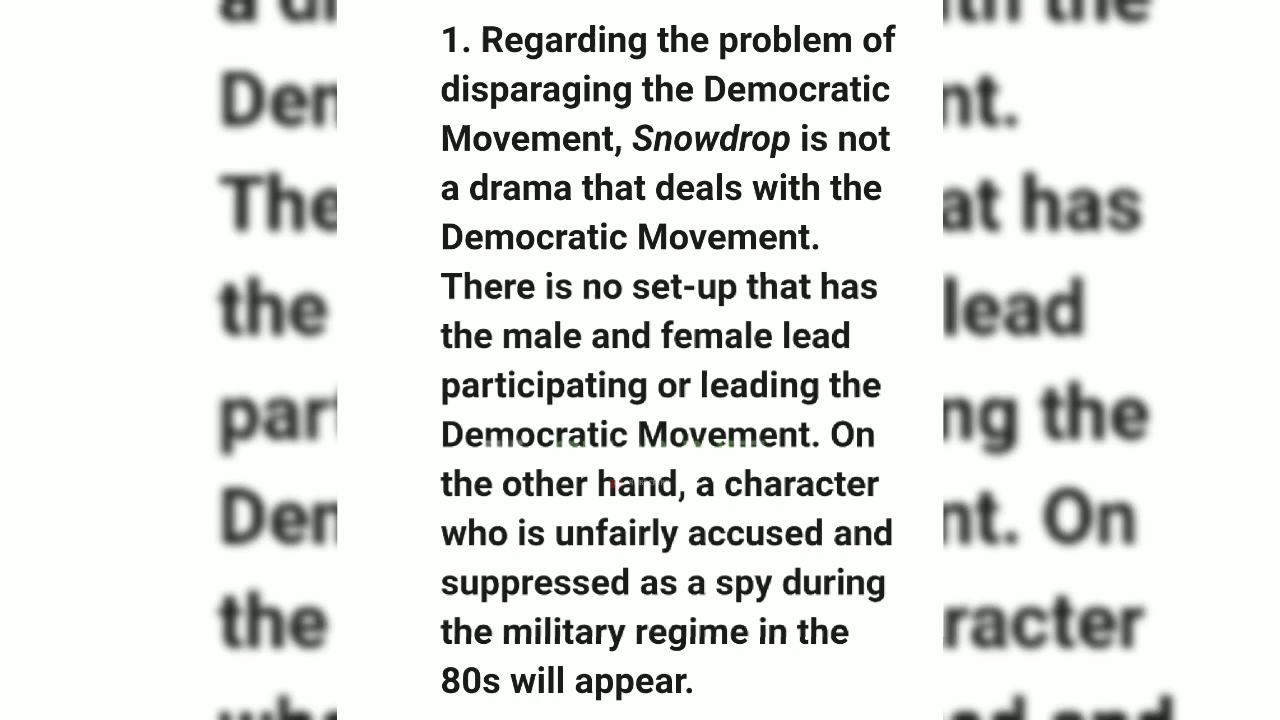 1. Regarding the problem of
disparaging the Democratic
Movement, Snowdrop is not
a drama that deals with the
Democratic Movement.
There is no set-up that has
the male and female lead
participating or leading the
Democratic Movement. On
the other hand, a character
who is unfairly accused and
suppressed as a spy during
the military regime in the
80s will appear.